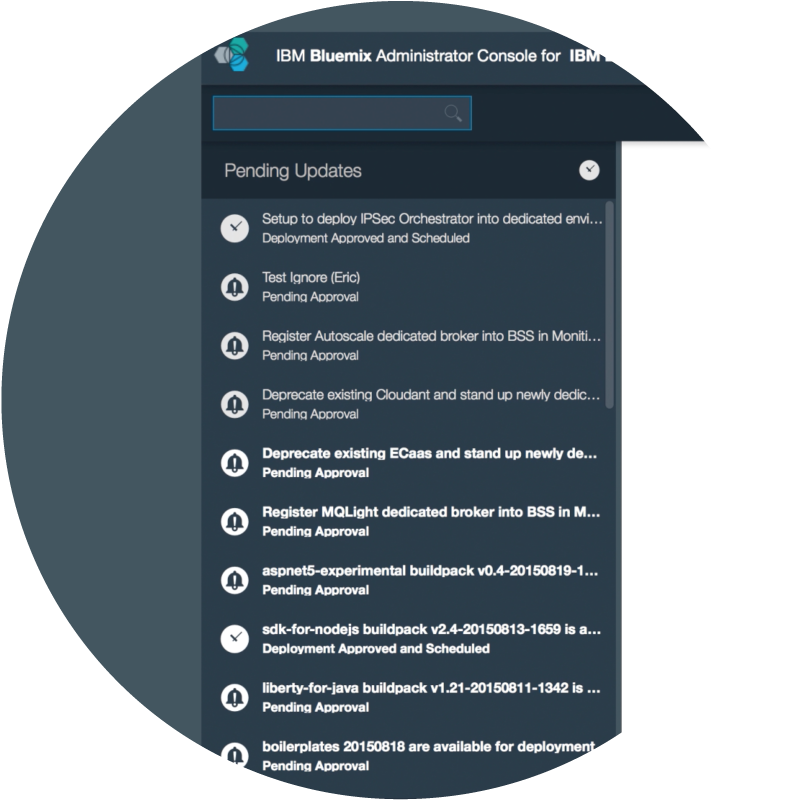 IBM Bluemix Administrator Console for IBM
Pending Updates
Setup to deploy IPSec Orchestrator into dedicated envi...
Deployment Approved and Scheduled
Test Ignore (Eric)
Pending Approval
Register Autoscale dedicated broker into BSS in Moniti...
Pending Approval
Deprecate existing Cloudant and stand up newly dedic...
Pending Approval
Deprecate existing ECaas and stand up newly de...
Pending Approval
Register MQLight dedicated broker into BSS in M...
Pending Approval
aspnet5-experimental buildpack v0.4-20150819-1...
Pending Approval
sdk-for-nodejs buildpack v2.4-20150813-1659 is a...
Deployment Approved and Scheduled
liberty-for-java buildpack v1.21-20150811-1342 is ...
Pending Approval
boilerplates 20150818 are available for deployment
Pending Approval